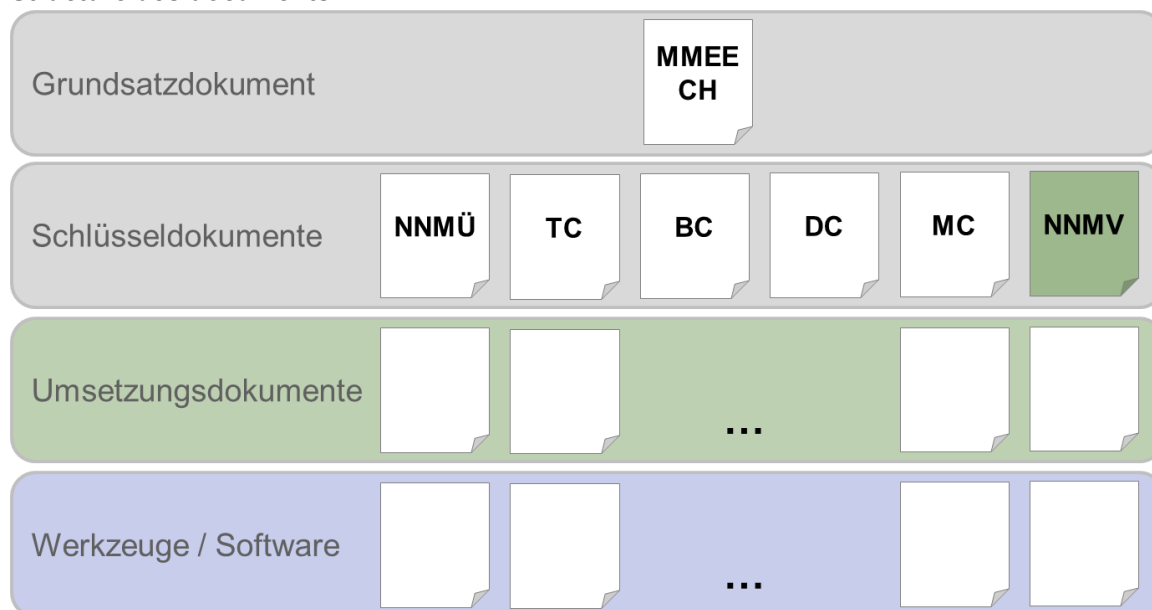 Grundsatzdokument
MMEE
CH
Schlüsseldokumente
NNMÜ
TC
BC
DC
MC
NNMV
Umsetzungsdokumente
...
Werkzeuge / Software
...